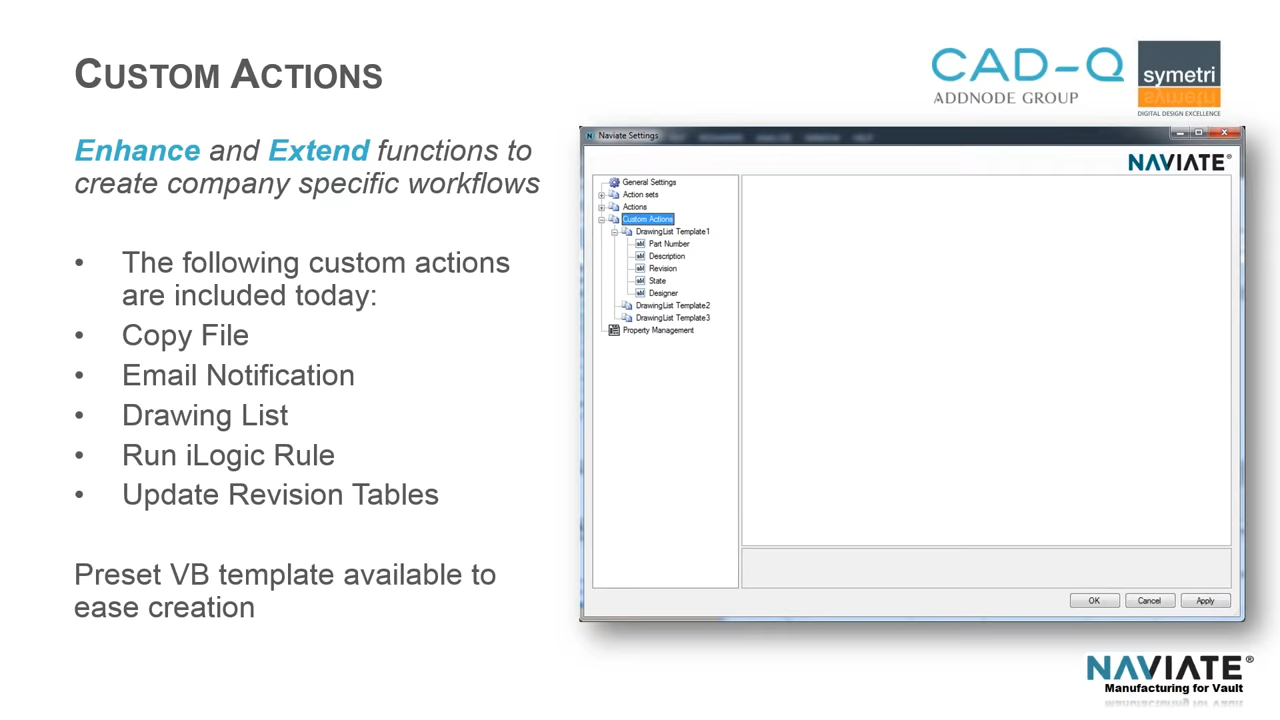 CUSTOM ACTIONS
CAD-Q
ADDNODE GROUP
symetri
DIGITAL DESIGN EXCELLENCE
Enhance and Extend functions to
create company specific workflows
• The following custom actions
are included today:
• Copy File
• Email Notification
• Drawing List
• Run iLogic Rule
• Update Revision Tables
Preset VB template available to
ease creation
Naviate Settings
NAVIATE®
General Settings
Action sets
Actions
Custom Actions
DrawingList Template1
Part Number
Description
Revision
State
Designer
DrawingList Template2
DrawingList Template3
Property Management
OK
Cancel
Apply
NAVIATE®
Manufacturing for Vault